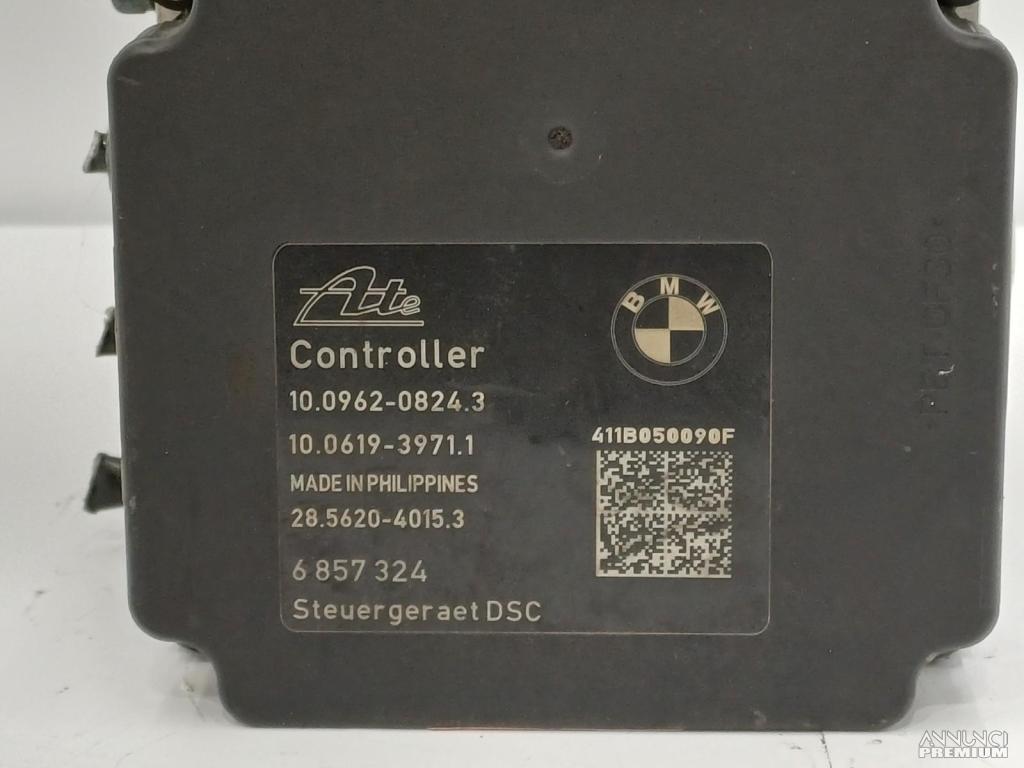 Ate
BMW
Controller
10.0962-0824.3
10.0619-3971.1
411B050090F
MADE IN PHILIPPINES
28.5620-4015.3
6 857 324
Steuergeraet DSC
ANNUNCI
PREMIUM